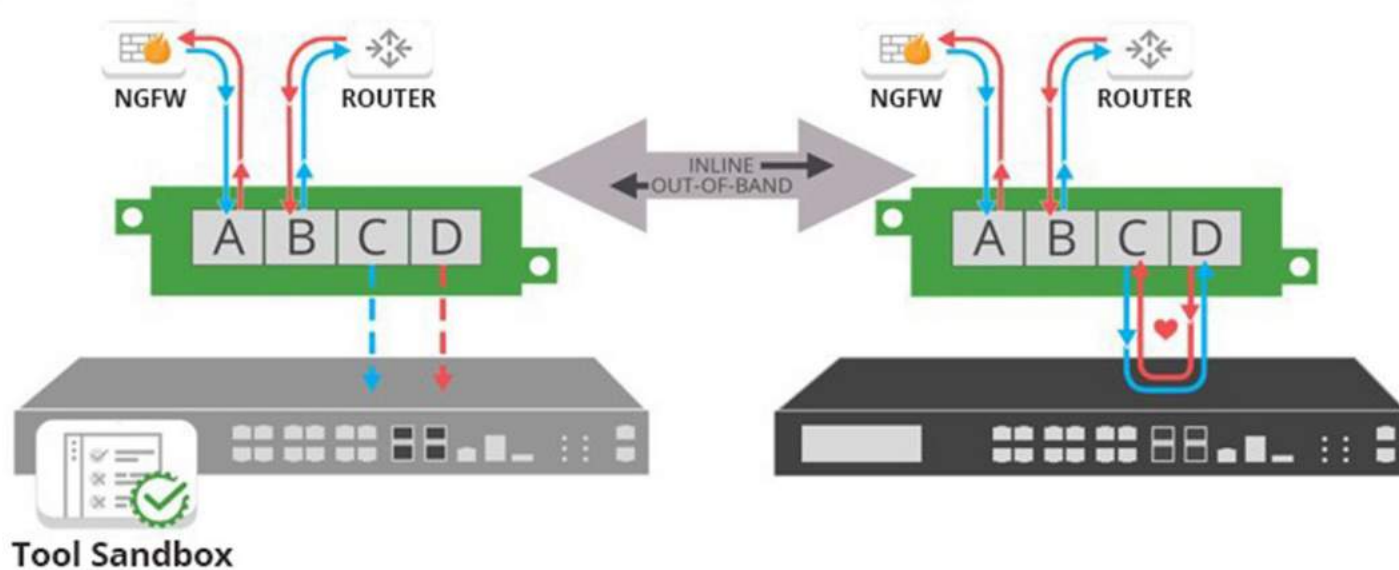 NGFW
ROUTER
NGFW
ROUTER
INLINE
OUT-OF-BAND
A B C D
A B C D
Tool Sandbox